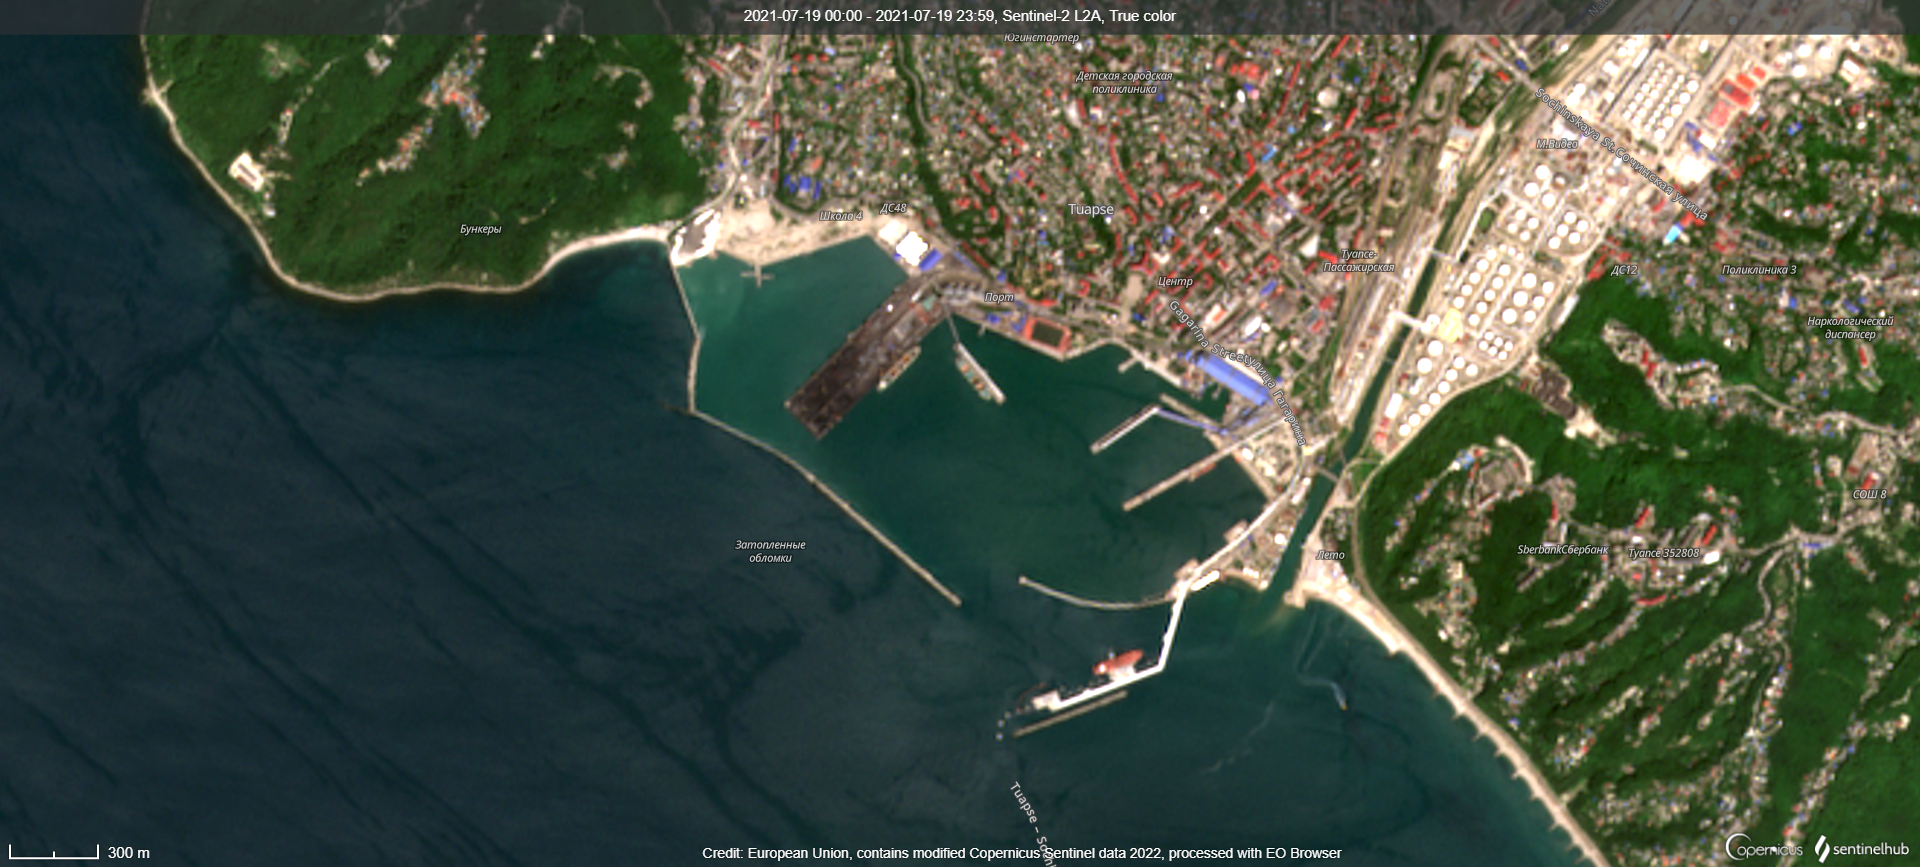 2021-07-19 00:00 - 2021-07-19 23:59, Sentinel-2 L2A, True color
Югинстартер
Детская городская
поликлиника
Sochinskaya St.Сочинская улица
М.Видео
Tuapse
Школа 4
ДС48
Бункеры
Туапсе-
Пассажирская
ДС12
Поликлиника 3
Центр
Порт
Gagarina Streetулица Гагарина
Наркологический
диспансер
СОШ 8
Затопленные
обломки
Лето
SberbankСбербанк
Туапсе 352808
Tuapse – Soch
300 m
Credit: European Union, contains modified Copernicus Sentinel data 2022, processed with EO Browser
opernicus
sentinelhub